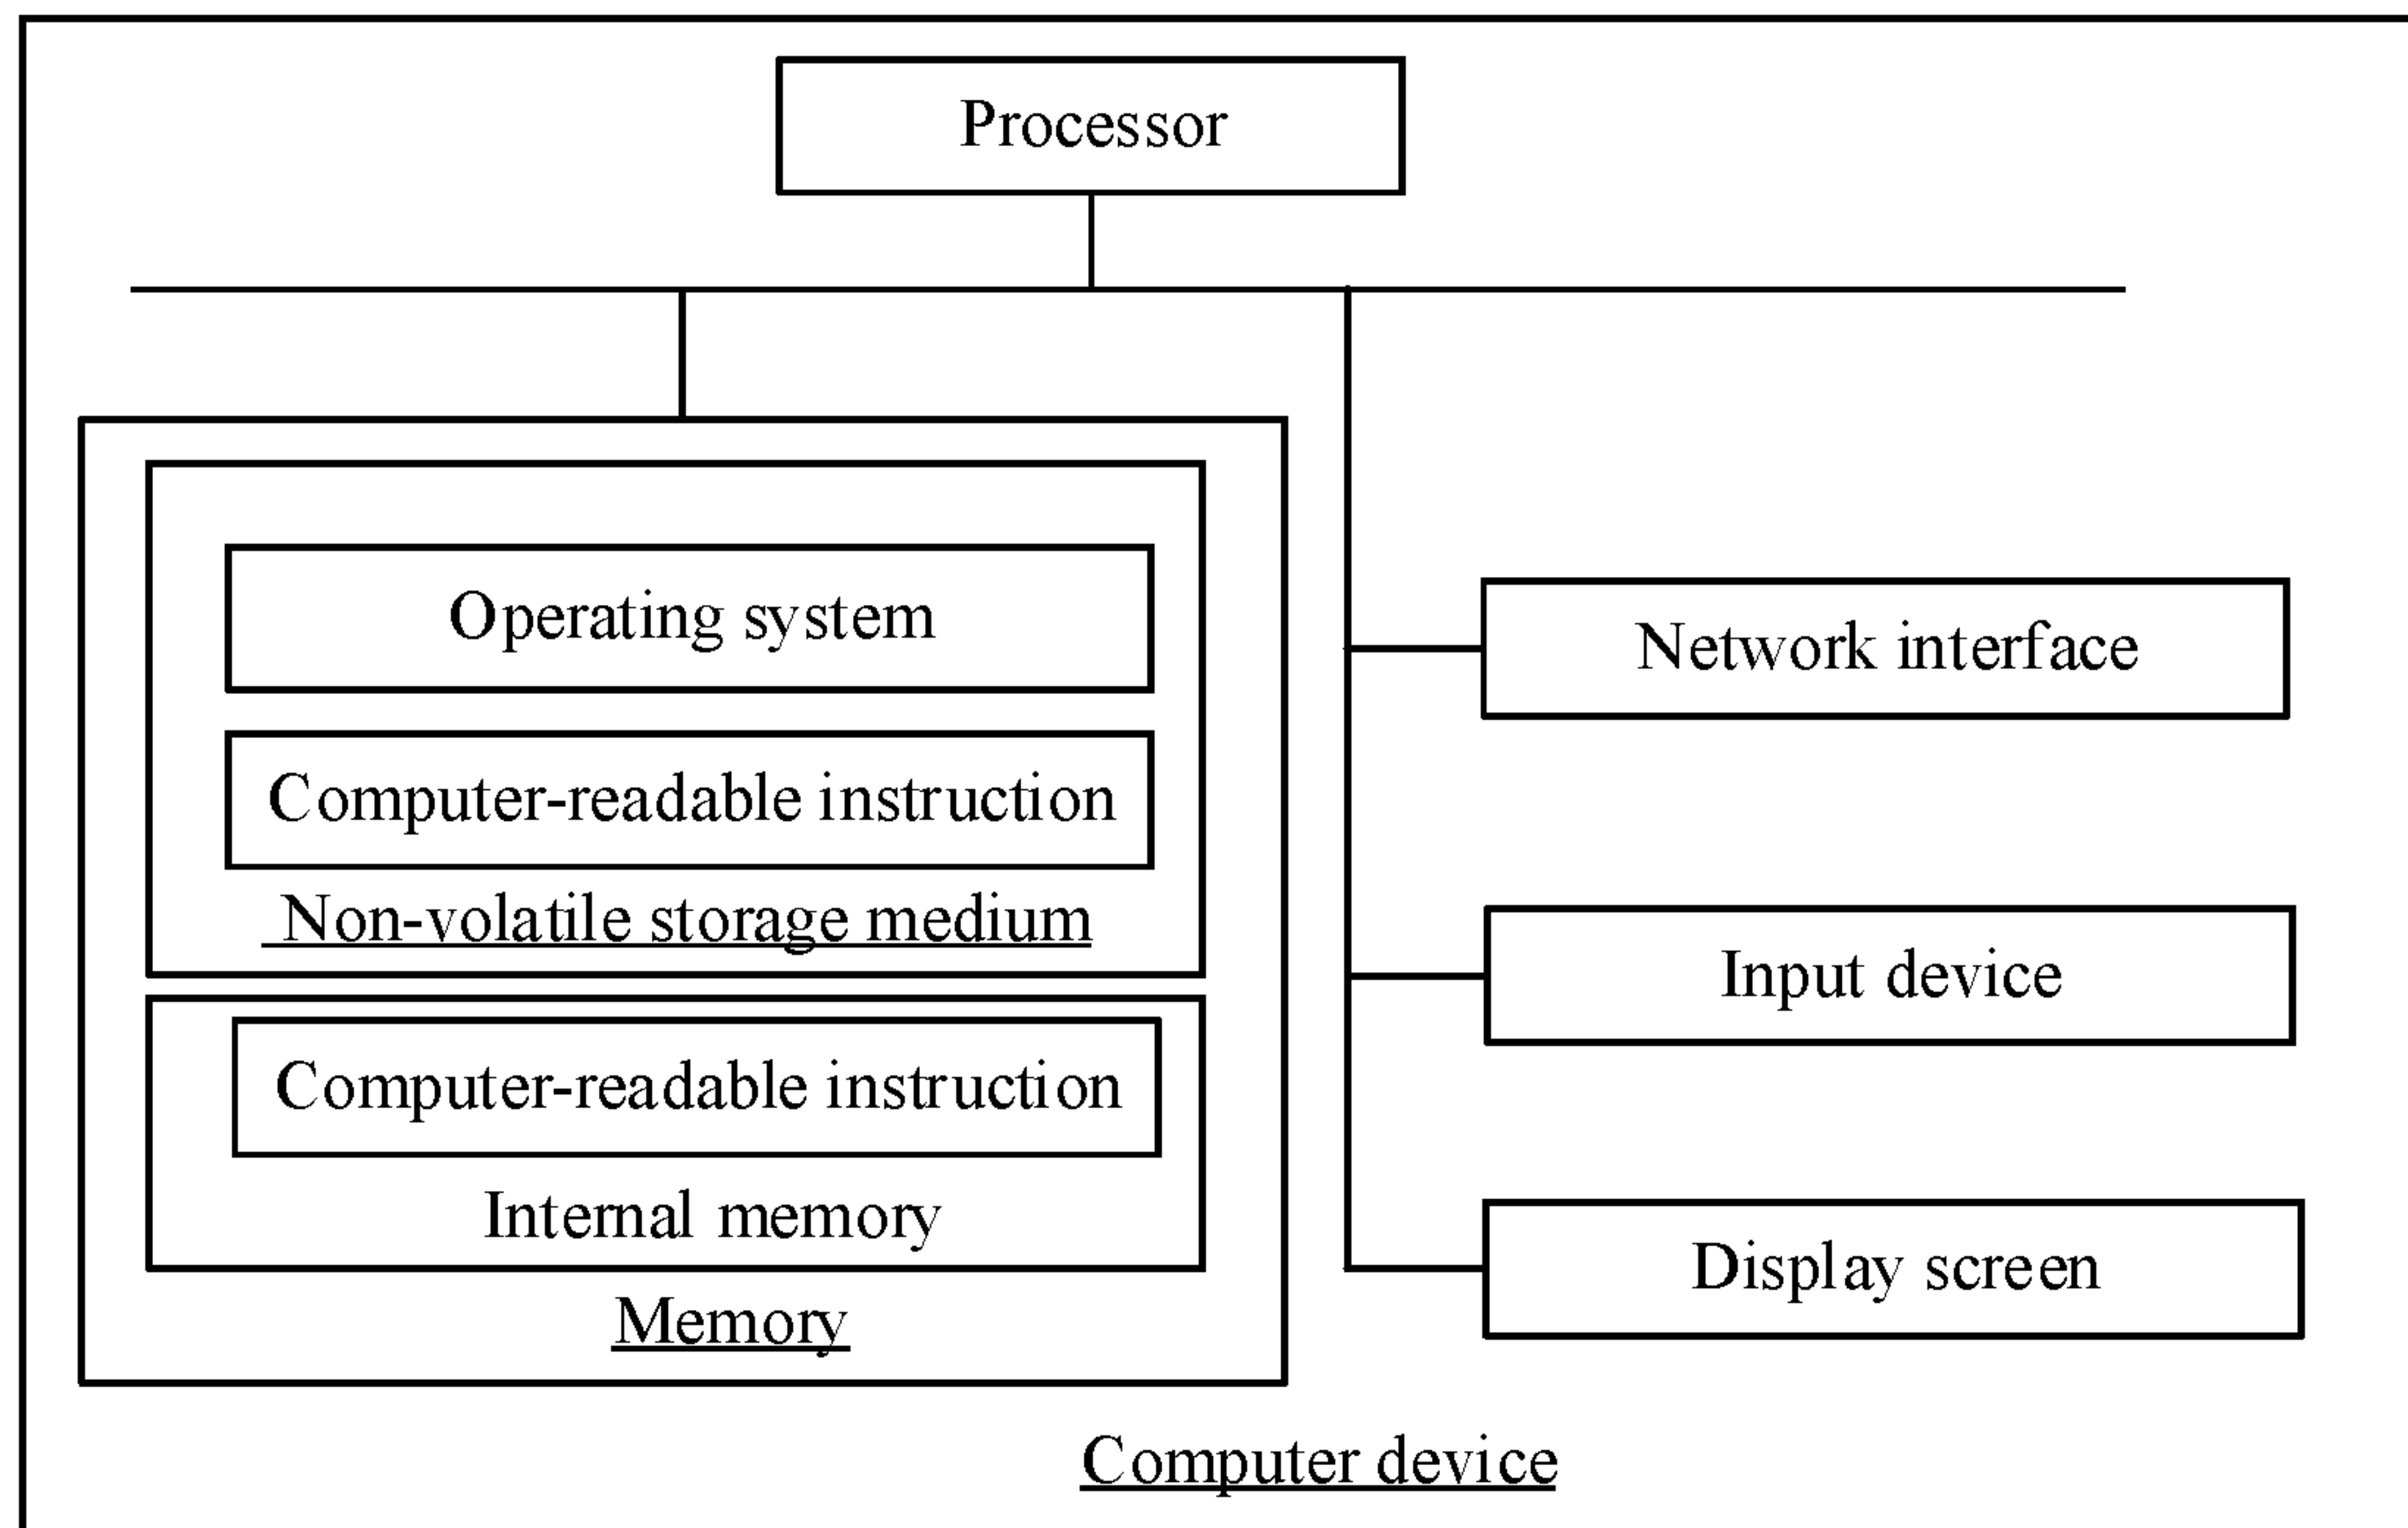 Processor
Operating system
Computer-readable instruction
Non-volatile storage medium
Computer-readable instruction
Internal memory
Memory
Network interface
Input device
Display screen
Computer device